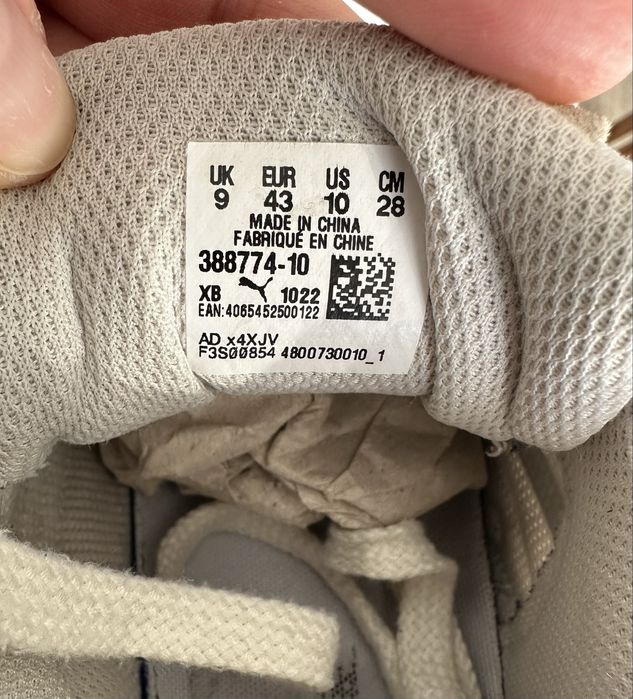 UK EUR US CM
9 43 10 28
MADE IN CHINA
FABRIQUÉ EN CHINE
388774-10
XB 1022
EAN:4065452500122
AD x4XJV
F3S00854 4800730010_1